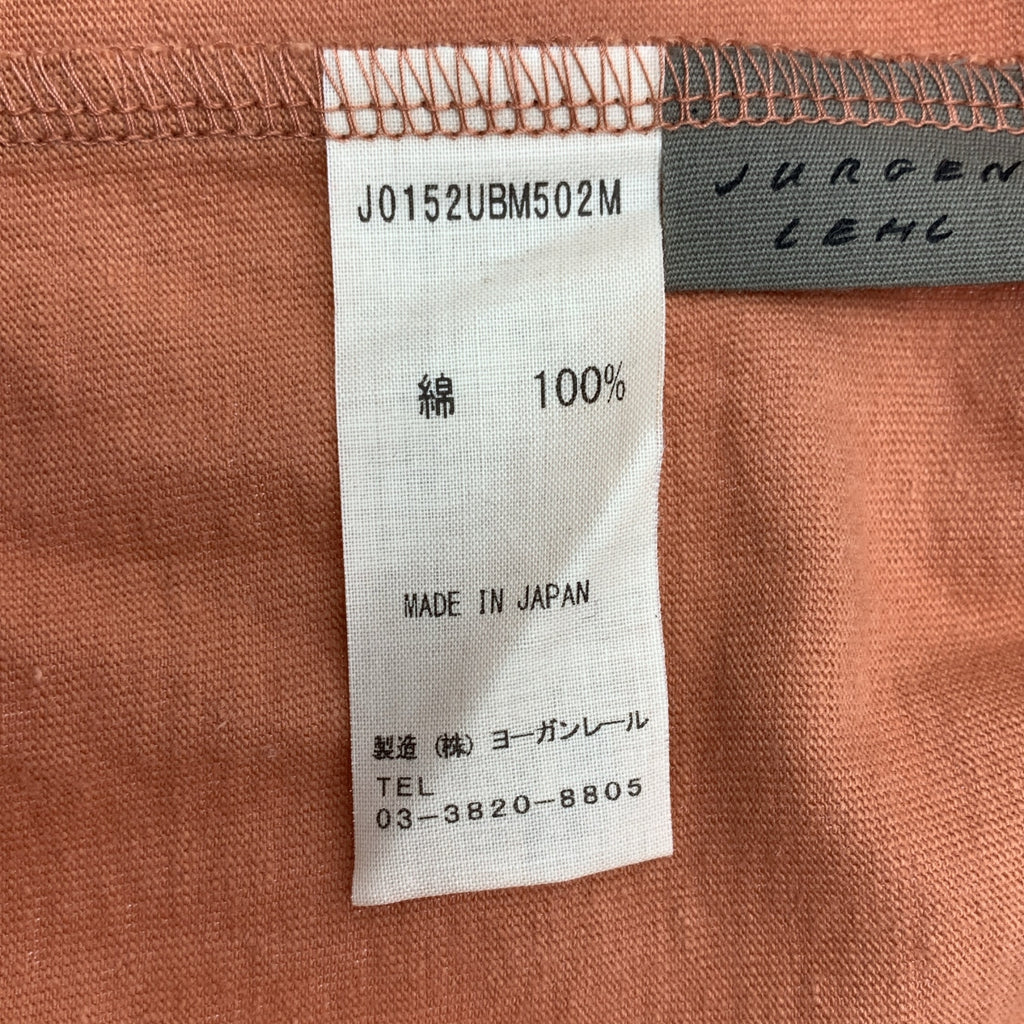 J0152UBM502M
JURGEN
LEHL
綿 100%
MADE IN JAPAN
製造 (株) ヨーガンレール
TEL
03-3820-8805